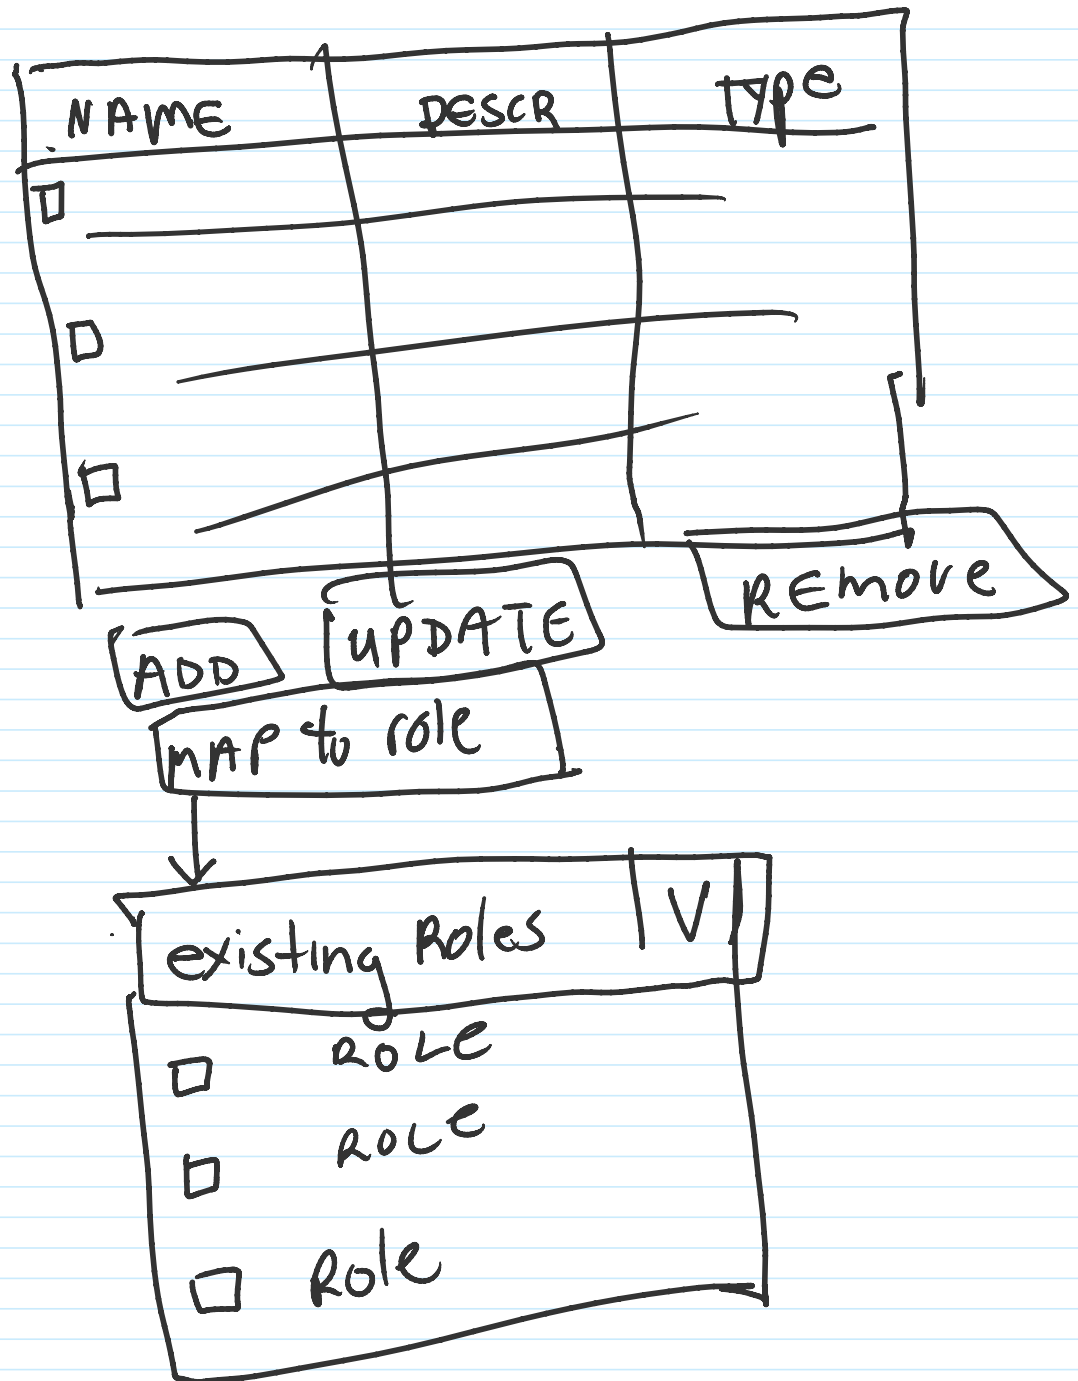 NAME DESCR Type
REMOVE
ADD UPDATE
MAP to role
existing Roles V
ROLE
ROLE
Role